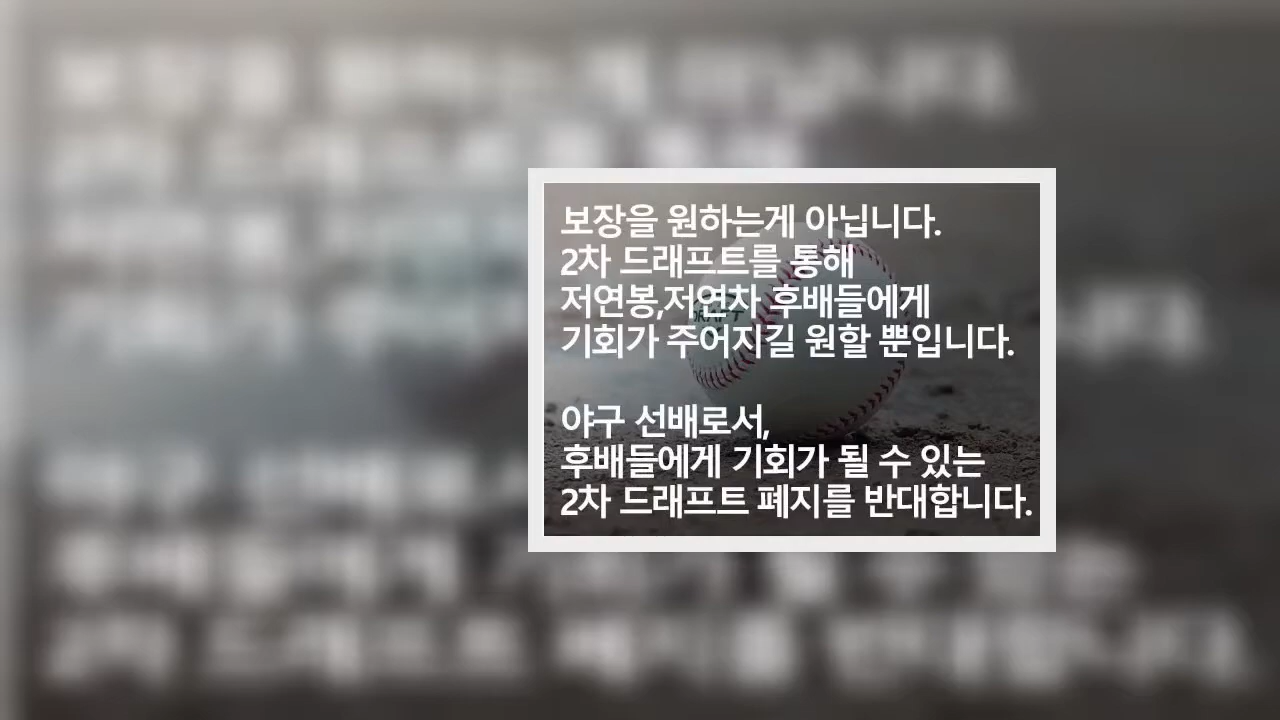 보장을 원하는게 아닙니다.
2차 드래프트를 통해
저연봉,저연차 후배들에게
기회가 주어지길 원할 뿐입니다.
야구 선배로서,
후배들에게 기회가 될 수 있는
2차 드래프트 폐지를 반대합니다.